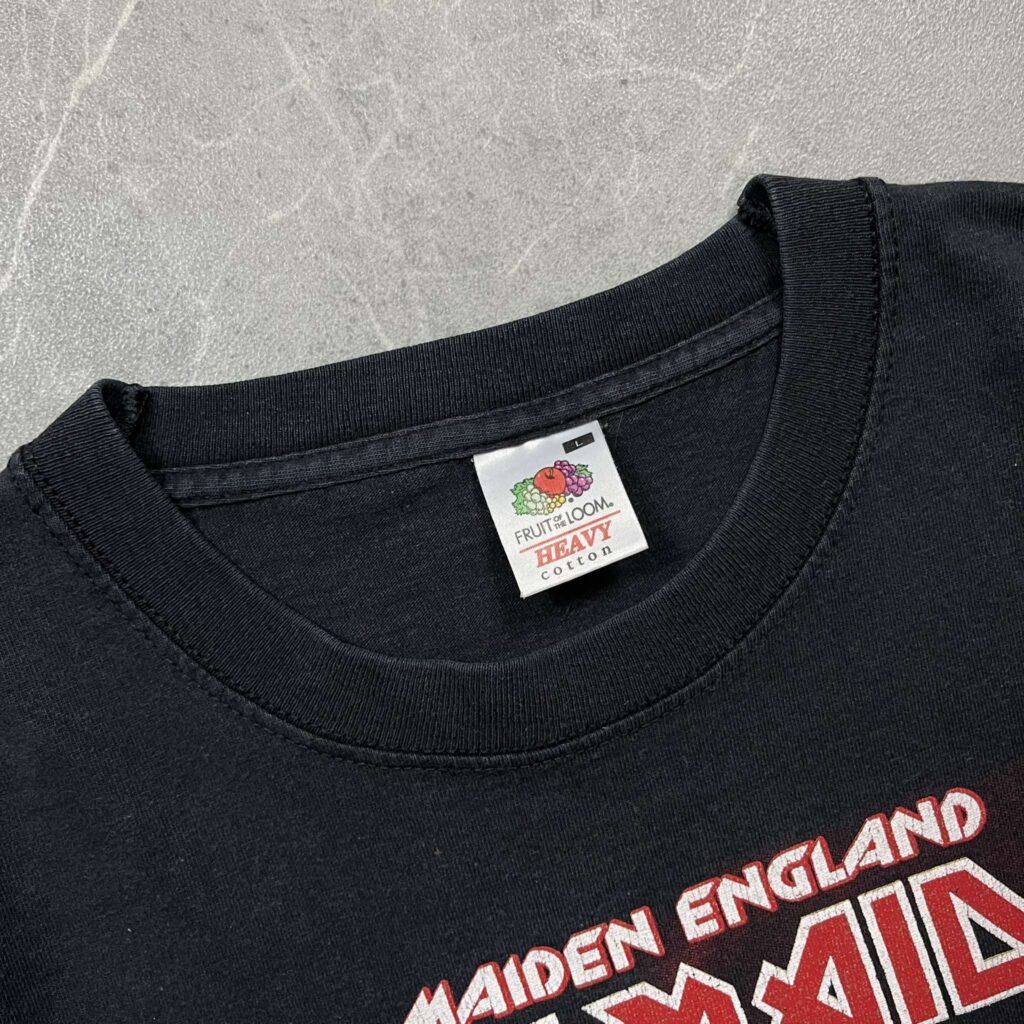 L
FRUIT OF THE LOOM®
HEAVY
cotton
MAIDEN ENGLAND